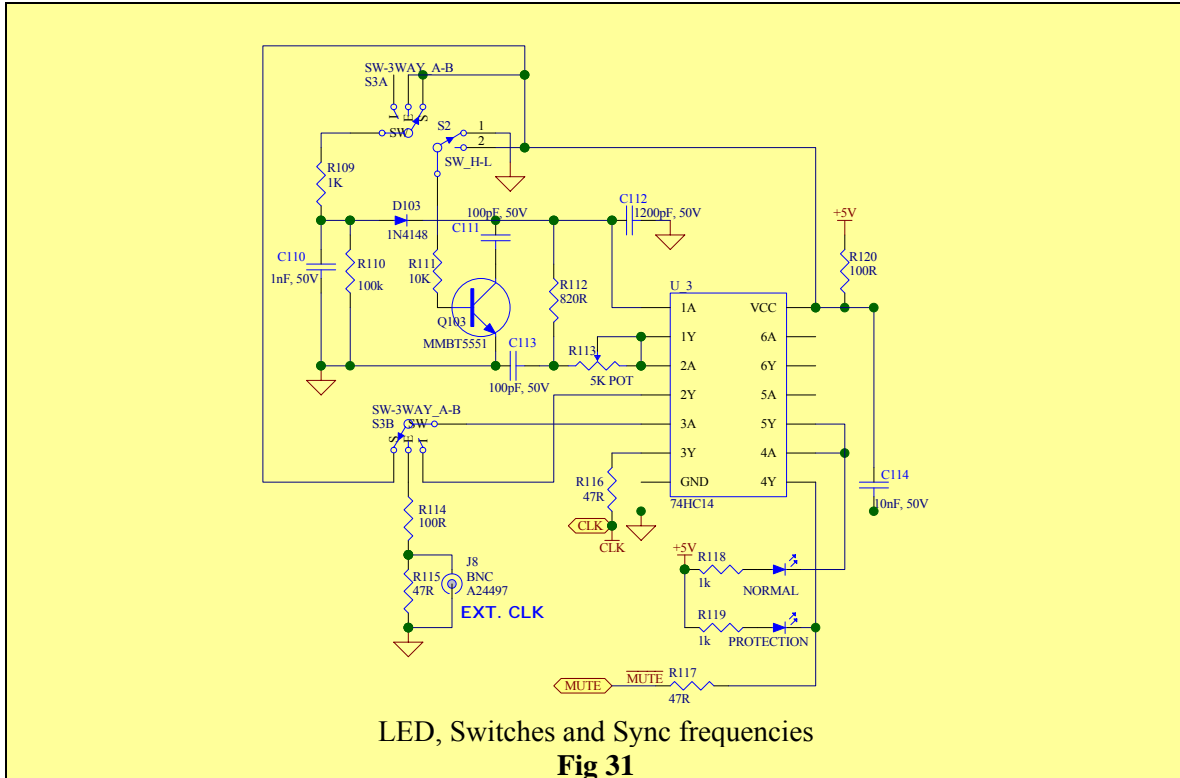 SW-3WAY_A-B
S3A
I
E
S
SW
S2
1
2
SW_H-L
R109
1K
D103
1N4148
100pF, 50V
C111
C112
1200pF, 50V
+5V
R120
100R
C110
1nF, 50V
R110
100k
R111
10K
R112
820R
Q103
MMBT5551
C113
100pF, 50V
R113
5K POT
U_3
1A
1Y
2A
2Y
3A
3Y
GND
VCC
6A
6Y
5A
5Y
4A
4Y
74HC14
SW-3WAY_A-B
S3B
SW
S
E
I
R116
47R
C114
10nF, 50V
CLK
CLK
R114
100R
R115
47R
J8
BNC
A24497
EXT. CLK
+5V
R118
1k
NORMAL
R119
1k
PROTECTION
MUTE
MUTE
R117
47R
LED, Switches and Sync frequencies
Fig 31